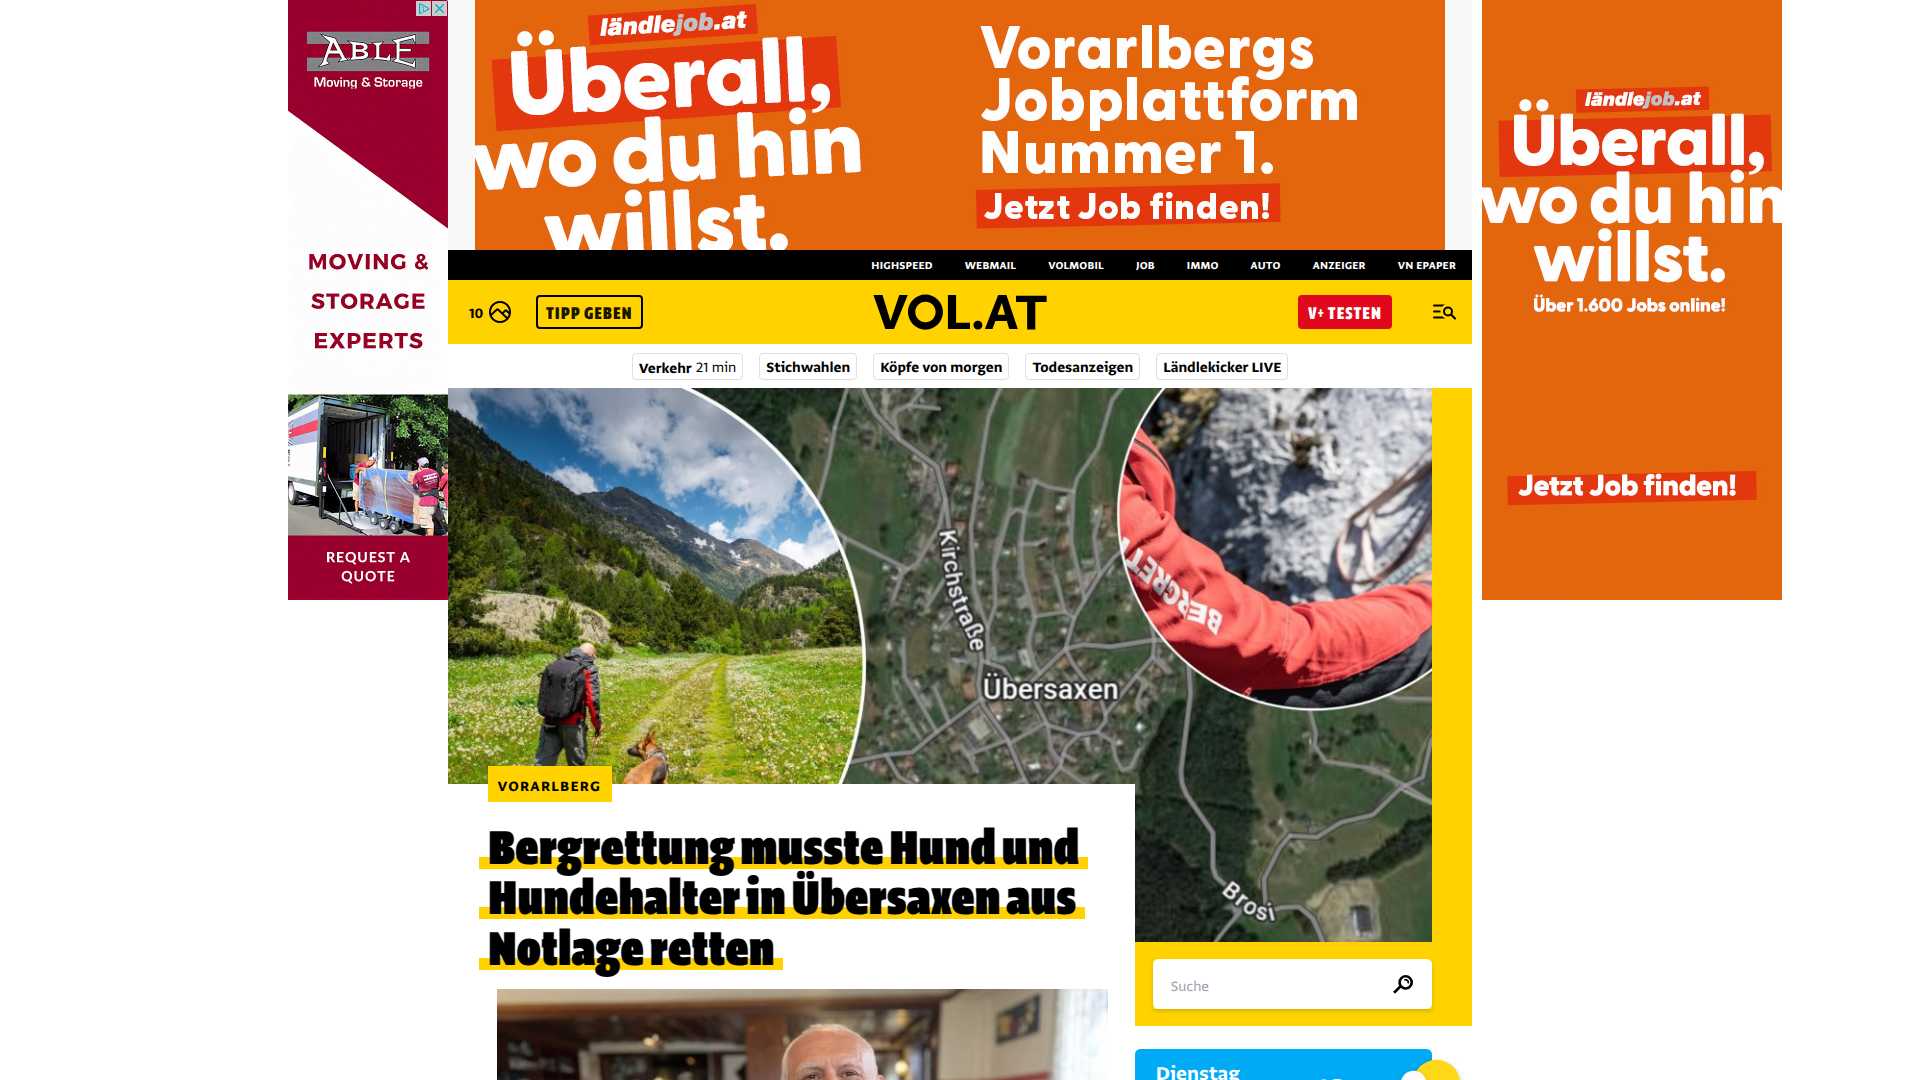 ABLE
Moving & Storage
MOVING &
STORAGE
EXPERTS
REQUEST A
QUOTE
ländlejob.at
Überall,
wo du hin
willst.
Vorarlbergs
Jobplattform
Nummer 1.
Jetzt Job finden!
ländlejob.at
Überall,
wo du hin
willst.
Über 1.600 Jobs online!
Jetzt Job finden!
HIGHSPEED WEBMAIL VOLMOBIL JOB IMMO AUTO ANZEIGER VN EPAPER
10 TIPP GEBEN VOL.AT V+ TESTEN
Verkehr 21 min Stichwahlen Köpfe von morgen Todesanzeigen Ländlekicker LIVE
Kirchstraße
Übersaxen
BERGRETT
Brosi
VORARLBERG
Bergrettung musste Hund und
Hundehalter in Übersaxen aus
Notlage retten
Suche
Dienstag